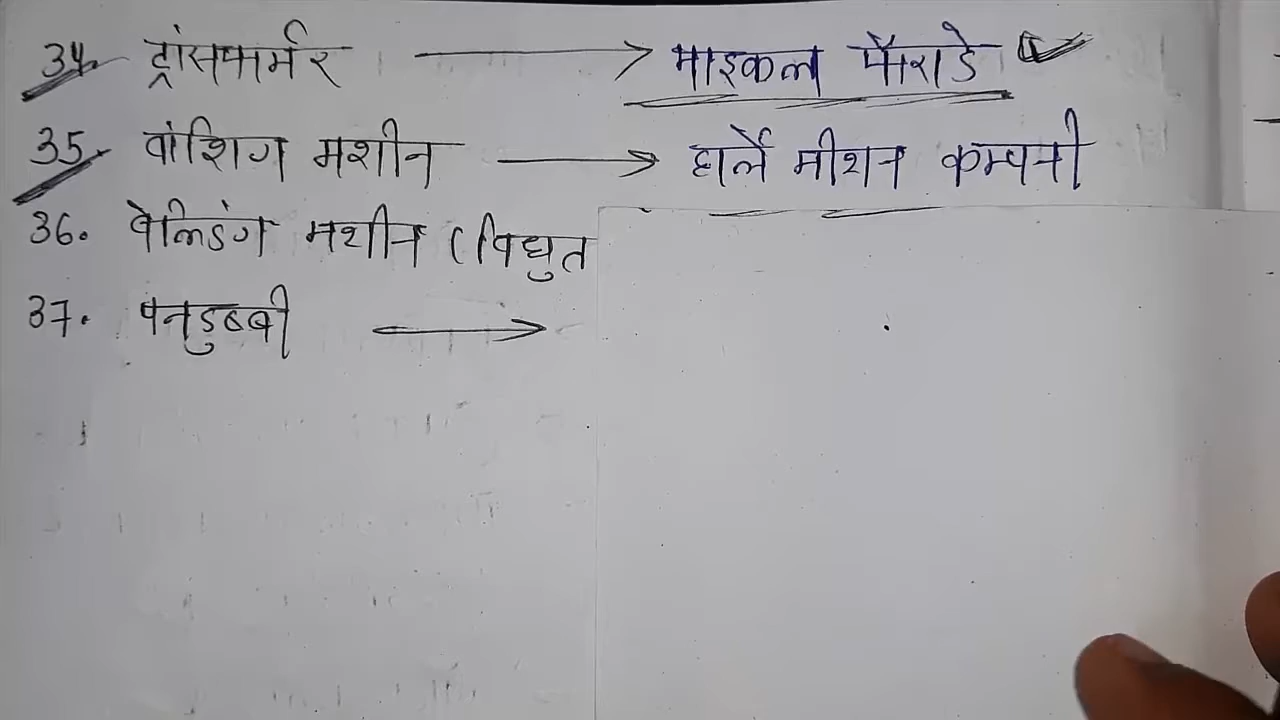 34. ट्रांसफार्मर → माइकल फॅराडे
35. वांशिग मशीन → हार्ले मीशन कम्पनी
36. वेल्डिंग मशीन (विधुत
37. पनडुब्बी →